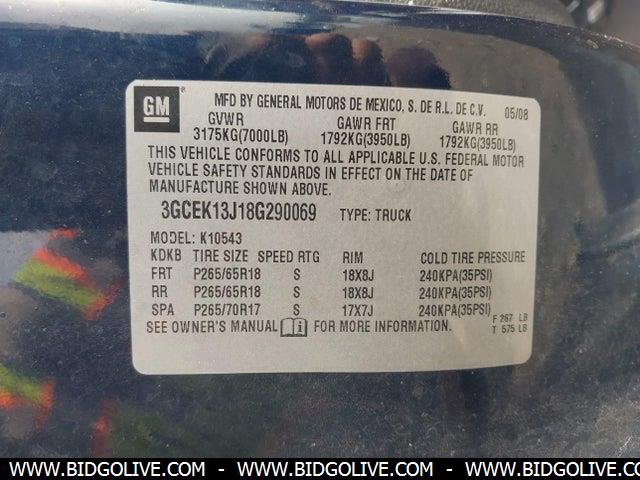 GM
MFD BY GENERAL MOTORS DE MEXICO, S. DE R.L. DE C.V. 05/08
GVWR GAWR FRT GAWR RR
3175KG(7000LB) 1792KG(3950LB) 1792KG(3950LB)
THIS VEHICLE CONFORMS TO ALL APPLICABLE U.S. FEDERAL MOTOR
VEHICLE SAFETY STANDARDS IN EFFECT ON THE DATE OF
MANUFACTURE SHOWN ABOVE.
3GCEK13J18G290069 TYPE: TRUCK
MODEL: K10543
KDKB TIRE SIZE SPEED RTG RIM COLD TIRE PRESSURE
FRT P265/65R18 S 18X8J 240KPA(35PSI)
RR P265/65R18 S 18X8J 240KPA(35PSI)
SPA P265/70R17 S 17X7J 240KPA(35PSI)
SEE OWNER'S MANUAL i FOR MORE INFORMATION.
F 267 LB
T 575 LB
WWW.BIDGOLIVE.COM - WWW.BIDGOLIVE.COM - WWW.BIDGOLIVE.COM